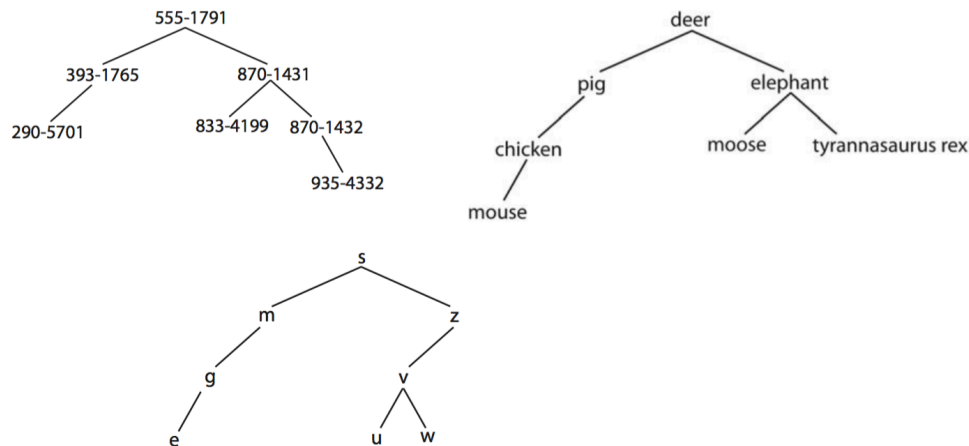 555-1791
deer
393-1765 870-1431
pig elephant
290-5701 833-4199 870-1432
chicken moose tyrannasaurus rex
935-4332
mouse
s
m z
g v
e u w